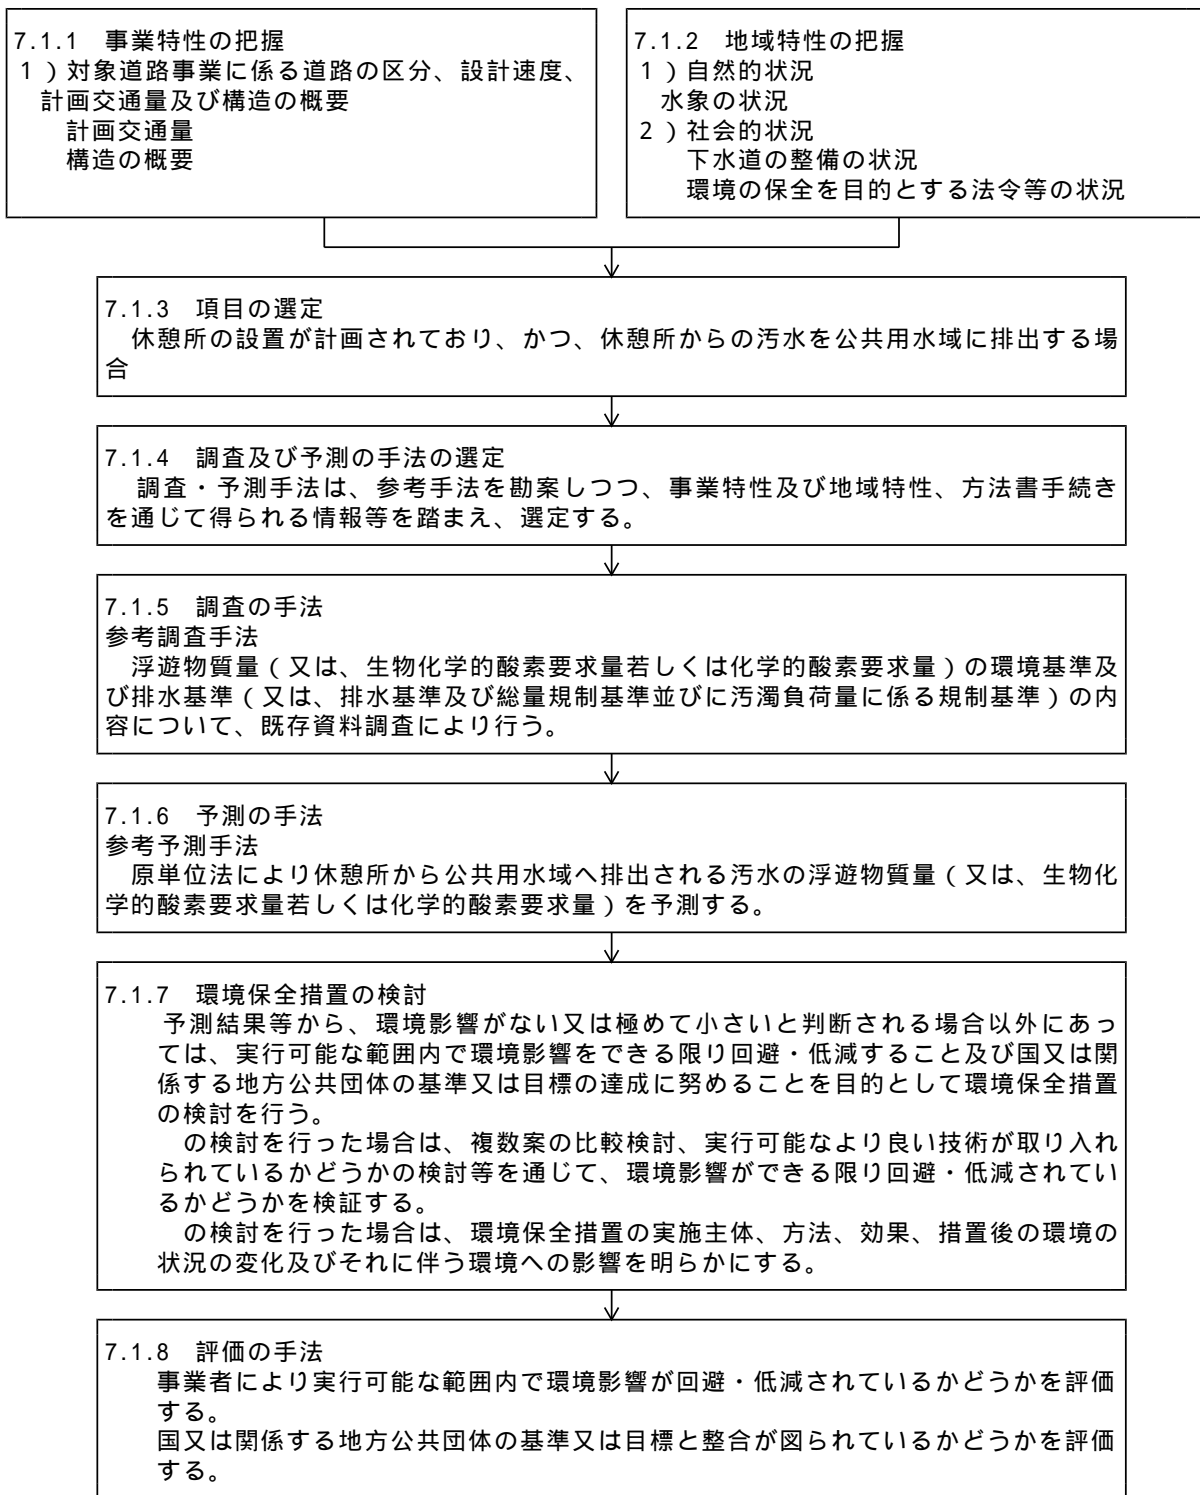 7.1.1 事業特性の把握
1）対象道路事業に係る道路の区分、設計速度、
計画交通量及び構造の概要
計画交通量
構造の概要
7.1.2 地域特性の把握
1）自然的状況
水象の状況
2）社会的状況
下水道の整備の状況
環境の保全を目的とする法令等の状況
7.1.3 項目の選定
休憩所の設置が計画されており、かつ、休憩所からの汚水を公共用水域に排出する場
合
7.1.4 調査及び予測の手法の選定
調査・予測手法は、参考手法を勘案しつつ、事業特性及び地域特性、方法書手続き
を通じて得られる情報等を踏まえ、選定する。
7.1.5 調査の手法
参考調査手法
浮遊物質量（又は、生物化学的酸素要求量若しくは化学的酸素要求量）の環境基準及
び排水基準（又は、排水基準及び総量規制基準並びに汚濁負荷量に係る規制基準）の内
容について、既存資料調査により行う。
7.1.6 予測の手法
参考予測手法
原単位法により休憩所から公共用水域へ排出される汚水の浮遊物質量（又は、生物化
学的酸素要求量若しくは化学的酸素要求量）を予測する。
7.1.7 環境保全措置の検討
予測結果等から、環境影響がない又は極めて小さいと判断される場合以外にあっ
ては、実行可能な範囲内で環境影響をできる限り回避・低減すること及び国又は関
係する地方公共団体の基準又は目標の達成に努めることを目的として環境保全措置
の検討を行う。
の検討を行った場合は、複数案の比較検討、実行可能なより良い技術が取り入れ
られているかどうかの検討等を通じて、環境影響ができる限り回避・低減されてい
るかどうかを検証する。
の検討を行った場合は、環境保全措置の実施主体、方法、効果、措置後の環境の
状況の変化及びそれに伴う環境への影響を明らかにする。
7.1.8 評価の手法
事業者により実行可能な範囲内で環境影響が回避・低減されているかどうかを評価
する。
国又は関係する地方公共団体の基準又は目標と整合が図られているかどうかを評価
する。